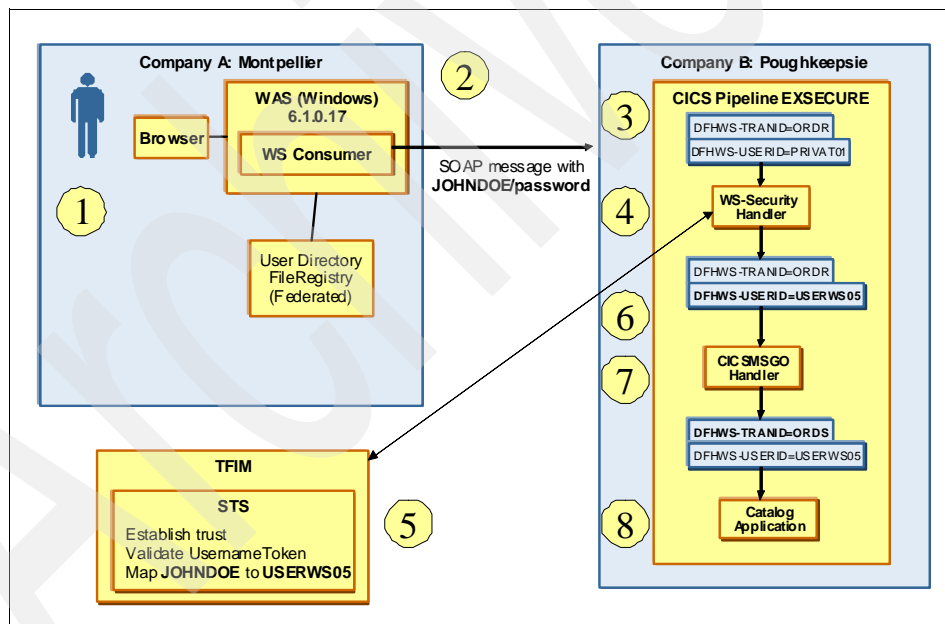 Company A: Montpellier
1
Browser
WAS (Windows)
6.1.0.17
WS Consumer
User Directory
FileRegistry
(Federated)
2
SOAP message with
JOHNDOE/password
TFIM
STS
Establish trust
Validate UsernameToken
Map JOHNDOE to USERWS05
5
Company B: Poughkeepsie
CICS Pipeline EXSECURE
3
DFHWS-TRANID=ORDR
DFHWS-USERID=PRIVAT01
4
WS-Security
Handler
DFHWS-TRANID=ORDR
DFHWS-USERID=USERWS05
6
7
CICSMSGO
Handler
DFHWS-TRANID=ORDS
DFHWS-USERID=USERWS05
8
Catalog
Application